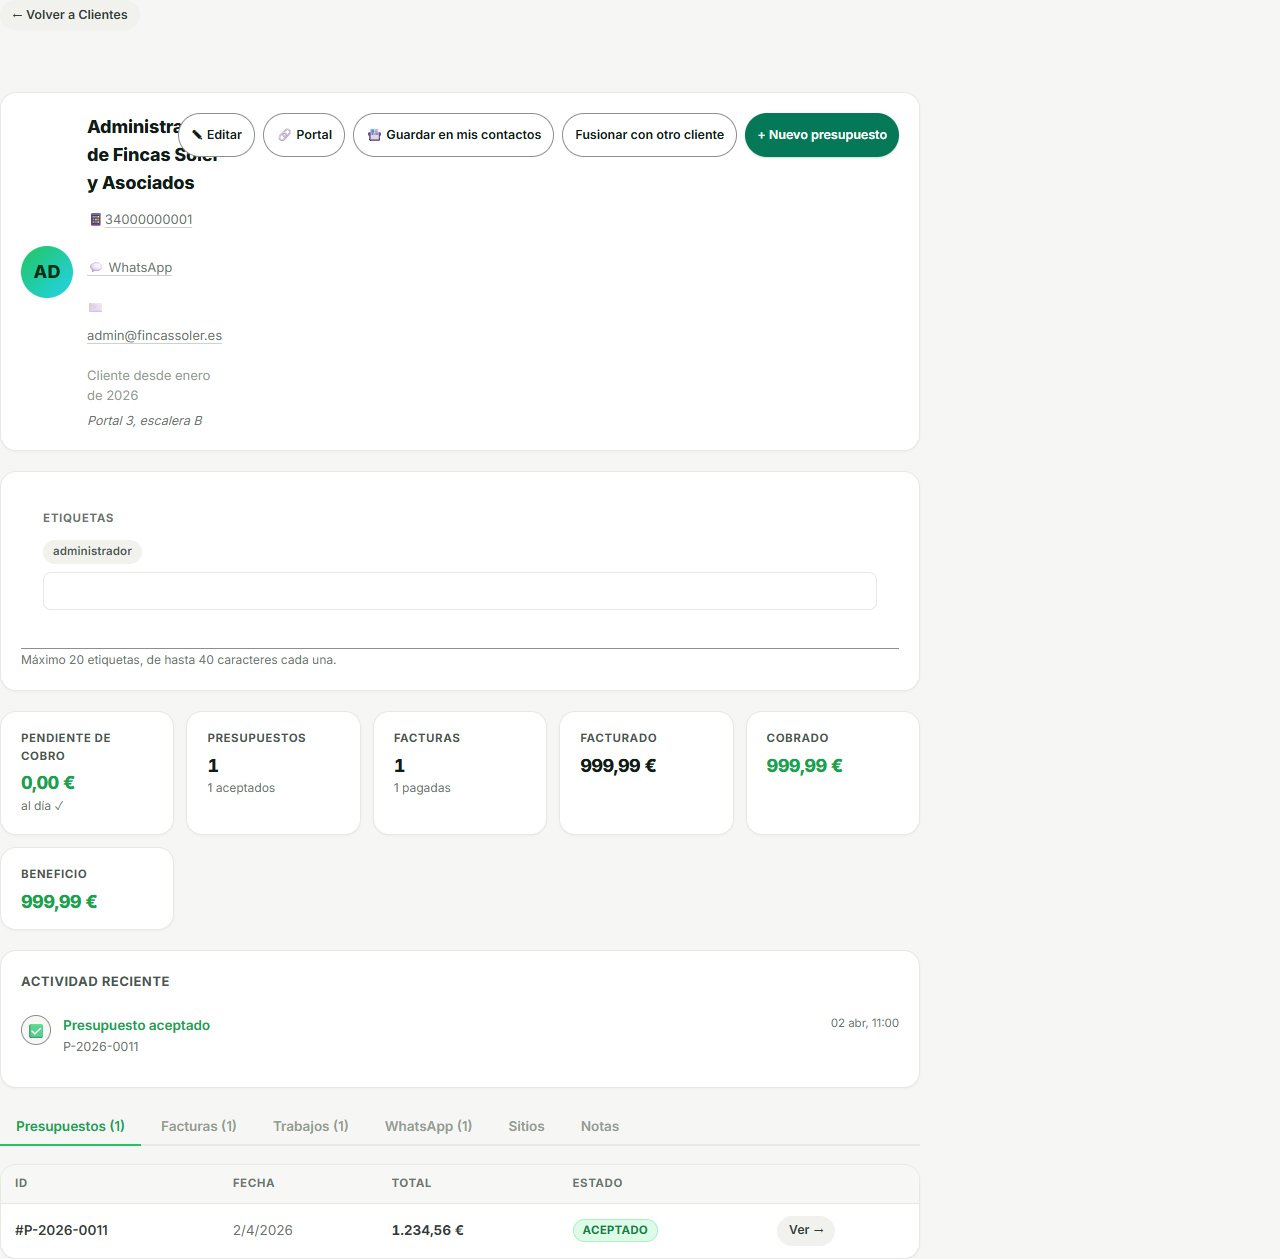 ← Volver a Clientes
Administra
de Fincas Soler
y Asociados
Editar
Portal
Guardar en mis contactos
Fusionar con otro cliente
+ Nuevo presupuesto
34000000001
AD
WhatsApp
admin@fincassoler.es
Cliente desde enero
de 2026
Portal 3, escalera B
ETIQUETAS
administrador
Máximo 20 etiquetas, de hasta 40 caracteres cada una.
PENDIENTE DE
COBRO
0,00 €
al día ✓
PRESUPUESTOS
1
1 aceptados
FACTURAS
1
1 pagadas
FACTURADO
999,99 €
COBRADO
999,99 €
BENEFICIO
999,99 €
ACTIVIDAD RECIENTE
Presupuesto aceptado
02 abr, 11:00
P-2026-0011
Presupuestos (1)
Facturas (1)
Trabajos (1)
WhatsApp (1)
Sitios
Notas
ID FECHA TOTAL ESTADO
#P-2026-0011 2/4/2026 1.234,56 € ACEPTADO Ver →